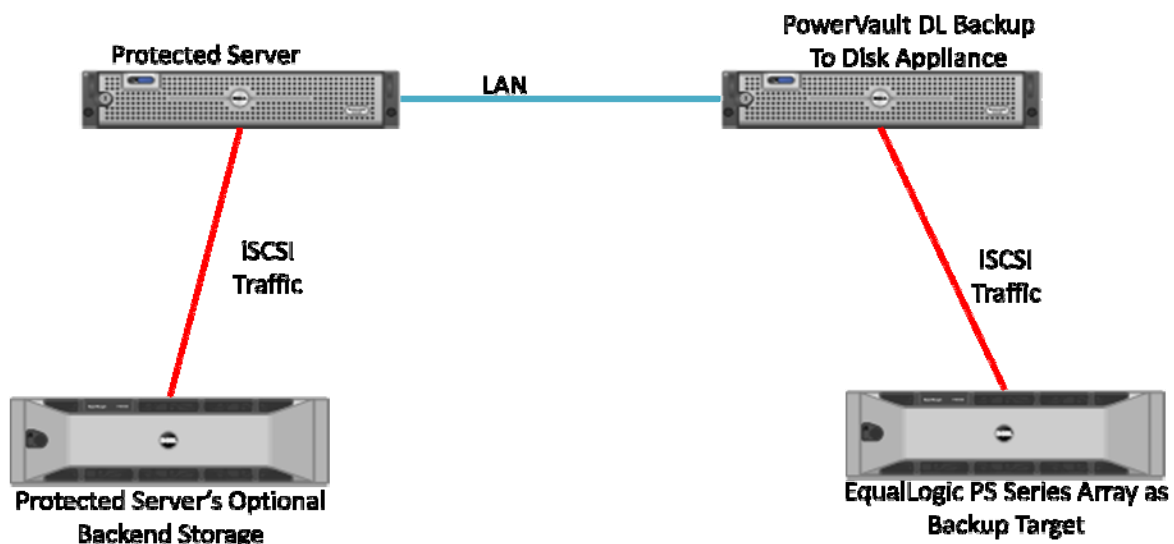 Protected Server
PowerVault DL Backup
To Disk Appliance
LAN
iSCSI
Traffic
iSCSI
Traffic
Protected Server's Optional
Backend Storage
EqualLogic PS Series Array as
Backup Target